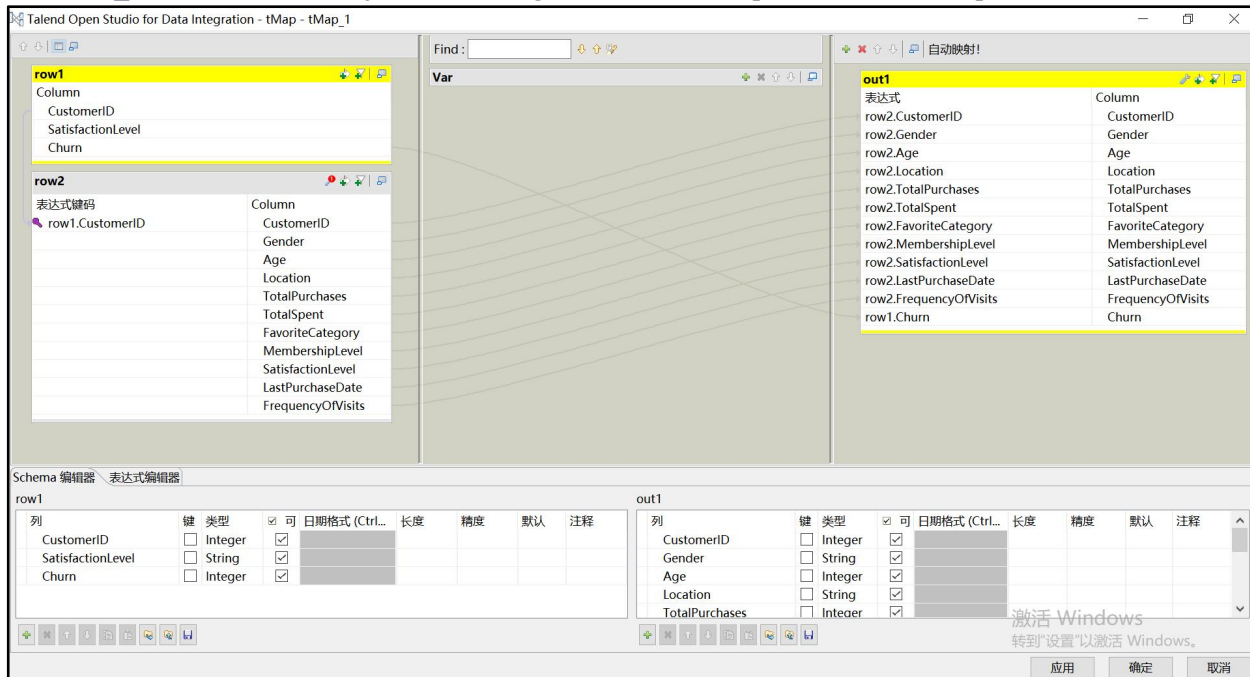 Talend Open Studio for Data Integration - tMap - tMap_1
Find :
自动映射!
row1
Column
CustomerID
SatisfactionLevel
Churn
row2
表达式键码 Column
row1.CustomerID CustomerID
Gender
Age
Location
TotalPurchases
TotalSpent
FavoriteCategory
MembershipLevel
SatisfactionLevel
LastPurchaseDate
FrequencyOfVisits
Var
out1
表达式 Column
row2.CustomerID CustomerID
row2.Gender Gender
row2.Age Age
row2.Location Location
row2.TotalPurchases TotalPurchases
row2.TotalSpent TotalSpent
row2.FavoriteCategory FavoriteCategory
row2.MembershipLevel MembershipLevel
row2.SatisfactionLevel SatisfactionLevel
row2.LastPurchaseDate LastPurchaseDate
row2.FrequencyOfVisits FrequencyOfVisits
row1.Churn Churn
Schema 编辑器 表达式编辑器
row1
列 键 类型 可 日期格式 (Ctrl... 长度 精度 默认 注释
CustomerID Integer
SatisfactionLevel String
Churn Integer
out1
列 键 类型 可 日期格式 (Ctrl... 长度 精度 默认 注释
CustomerID Integer
Gender String
Age Integer
Location String
TotalPurchases Integer
激活 Windows
转到"设置"以激活 Windows。
应用 确定 取消